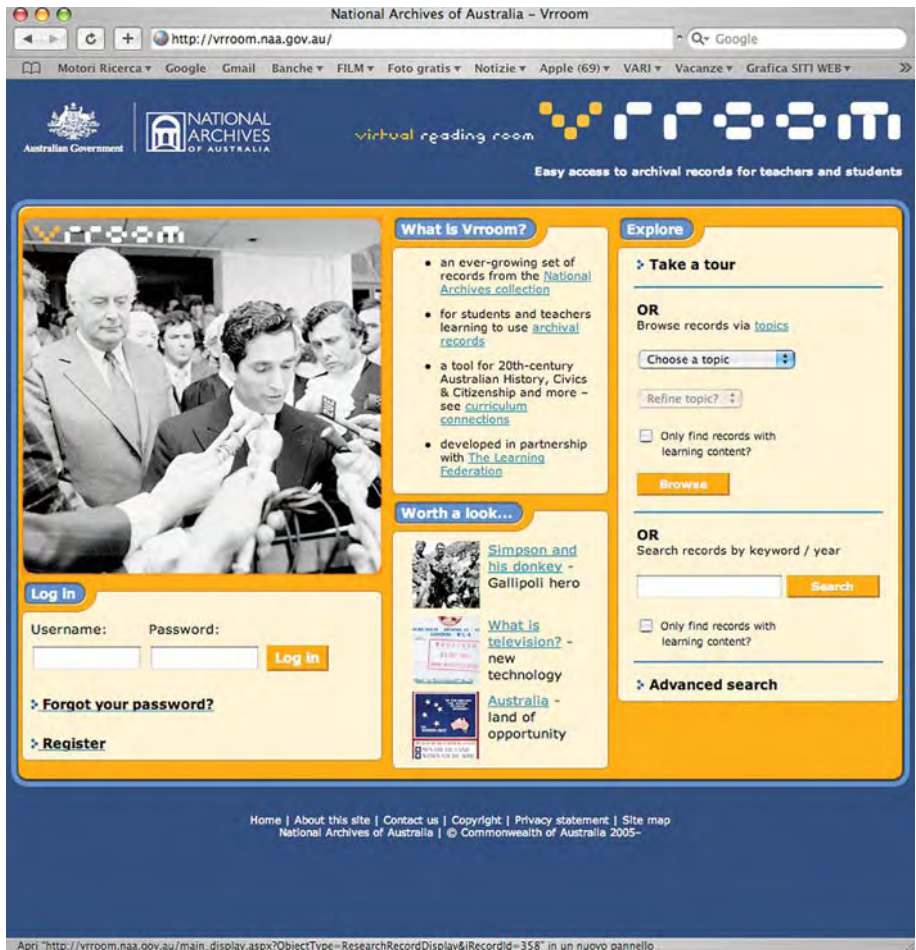 National Archives of Australia – Vrroom
http://vrroom.naa.gov.au/
Google
Motori Ricerca Google Gmail Banche FILM Foto gratis Notizie Apple (69) VARI Vacanze Grafica SITI WEB
Australian Government
NATIONAL
ARCHIVES
OF AUSTRALIA
virtual reading room
vrroom
Easy access to archival records for teachers and students
vrroom
Log in
Username: Password:
Log in
Forgot your password?
Register
What is Vrroom?
• an ever-growing set of
records from the National
Archives collection
• for students and teachers
learning to use archival
records
• a tool for 20th-century
Australian History, Civics
& Citizenship and more –
see curriculum
connections
• developed in partnership
with The Learning
Federation
Worth a look...
Simpson and
his donkey -
Gallipoli hero
What is
television? -
new
technology
Australia -
land of
opportunity
Explore
Take a tour
OR
Browse records via topics
Choose a topic
Refine topic?
Only find records with
learning content?
Browse
OR
Search records by keyword / year
Search
Only find records with
learning content?
Advanced search
Home | About this site | Contact us | Copyright | Privacy statement | Site map
National Archives of Australia | © Commonwealth of Australia 2005–
Apri "http://vrroom.naa.gov.au/main_display.aspx?ObjectType=ResearchRecordDisplay&iRecordId=358" in un nuovo pannello